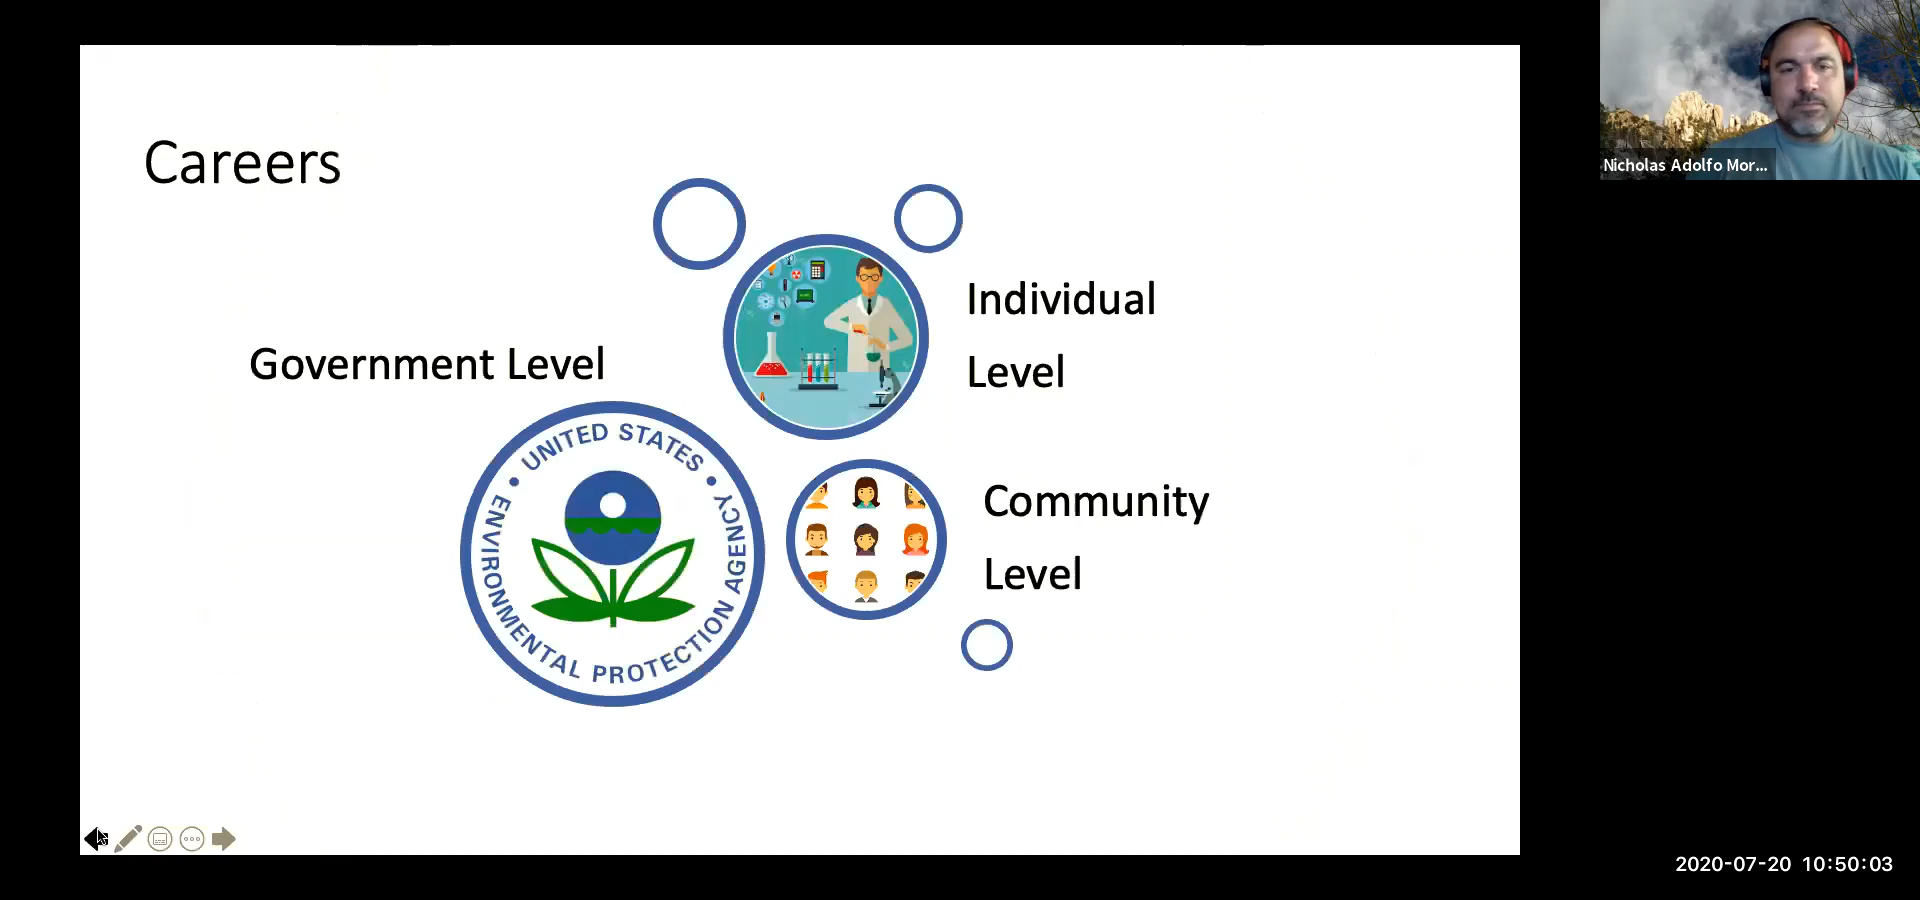 Careers
Government Level
Individual
Level
Community
Level
• UNITED STATES •
ENVIRONMENTAL PROTECTION AGENCY
Nicholas Adolfo Mor...
2020-07-20 10:50:03